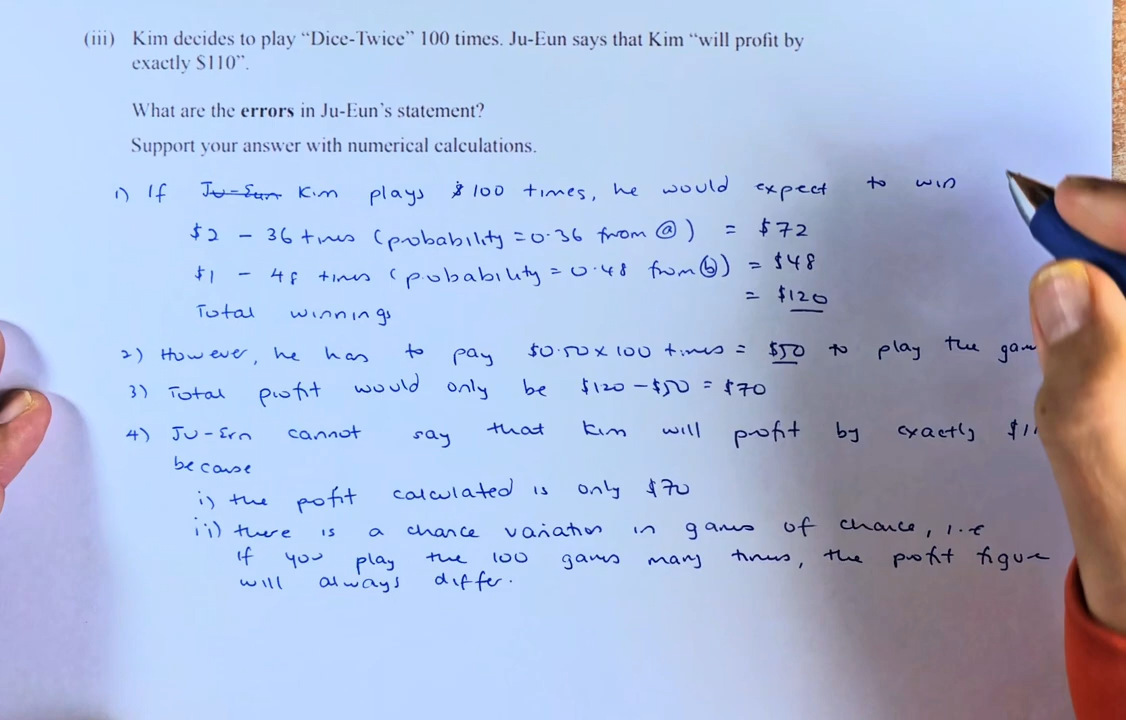 (iii) Kim decides to play “Dice-Twice” 100 times. Ju-Eun says that Kim “will profit by
exactly $110”.
What are the errors in Ju-Eun’s statement?
Support your answer with numerical calculations.
1) If Ju-Eun Kim plays $ 100 times, he would expect to win
$2 - 36 times (probability = 0.36 from (a)) = $72
$1 - 48 times (probability = 0.48 from (b)) = $48
= $120
Total winnings
2) However, he has to pay $0.50 x 100 times = $50 to play the gam
3) Total profit would only be $120 - $50 = $70
4) Ju-Ern cannot say that Kim will profit by exactly $11
because
i) the pofit calculated is only $70
ii) there is a chance variation in games of chance, i.e
If you play the 100 games many times, the profit figure
will always differ.